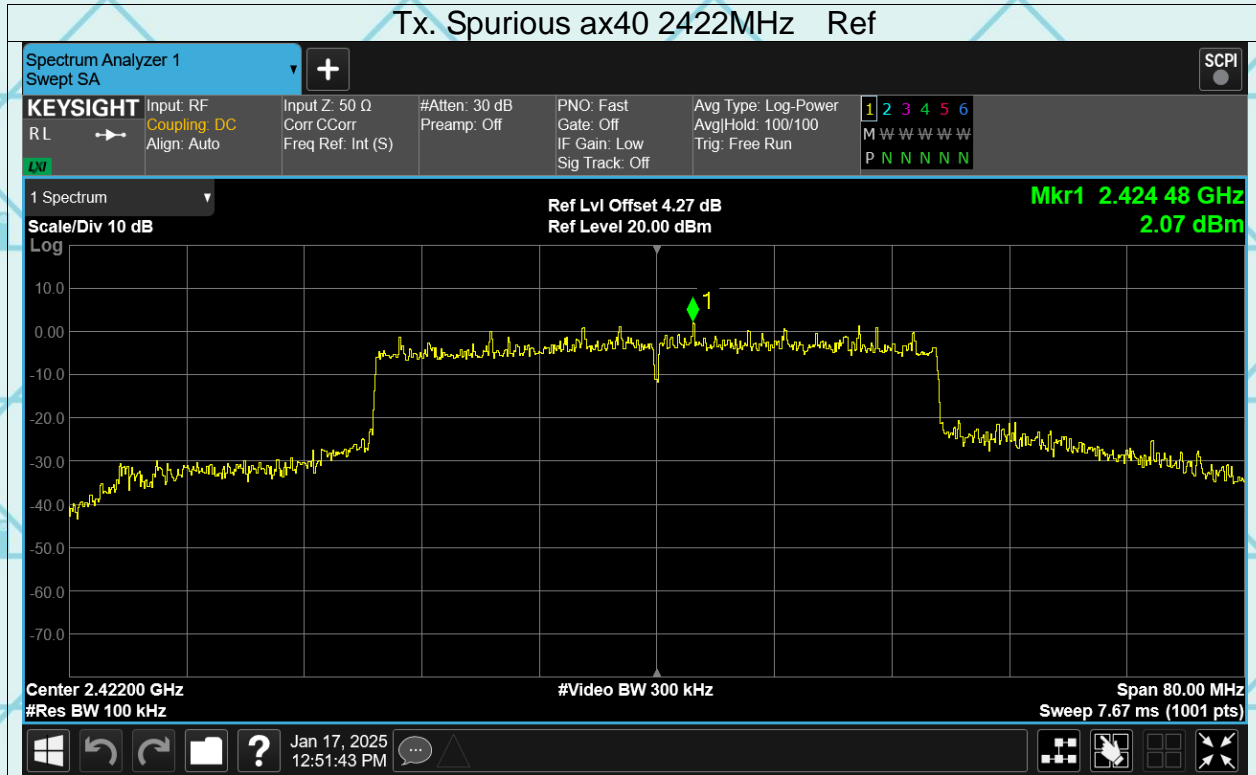 Tx. Spurious ax40 2422MHz Ref
Spectrum Analyzer 1
Swept SA
+
SCPI
KEYSIGHT
RL
LXI
Input: RF
Coupling: DC
Align: Auto
Input Z: 50 Ω
Corr CCorr
Freq Ref: Int (S)
#Atten: 30 dB
Preamp: Off
PNO: Fast
Gate: Off
IF Gain: Low
Sig Track: Off
Avg Type: Log-Power
Avg|Hold: 100/100
Trig: Free Run
1 2 3 4 5 6
M W W W W W
P N N N N N
1 Spectrum
Scale/Div 10 dB
Log
Ref Lvl Offset 4.27 dB
Ref Level 20.00 dBm
Mkr1 2.424 48 GHz
2.07 dBm
1
10.0
0.00
-10.0
-20.0
-30.0
-40.0
-50.0
-60.0
-70.0
Center 2.42200 GHz
#Res BW 100 kHz
#Video BW 300 kHz
Span 80.00 MHz
Sweep 7.67 ms (1001 pts)
?
Jan 17, 2025
12:51:43 PM